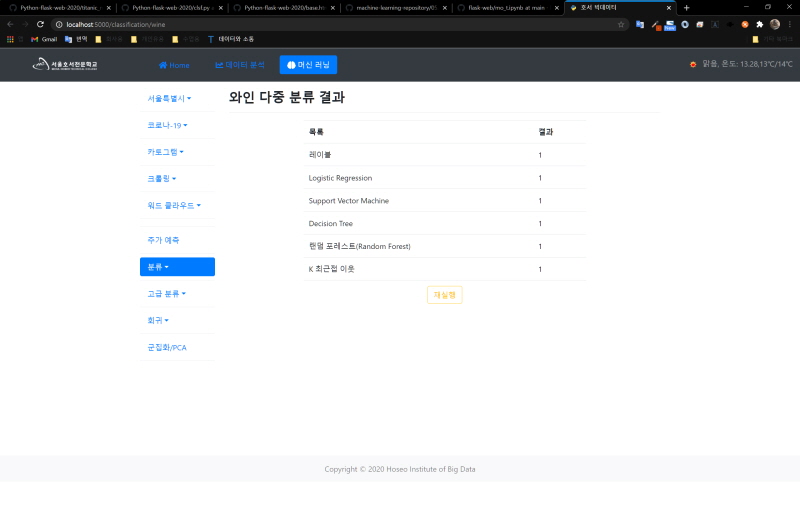 Python-flask-web-2020/titanic_
Python-flask-web-2020/clsf.py
Python-flask-web-2020/base.ht
machine-learning-repository/05
flask web/mo_t.ipynb at main
호서 빅데이터
localhost:5000/classification/wine
앱 Gmail 번역 데이터와 소통
서울호서전문학교
Home 데이터 분석 머신 러닝
맑음, 온도: 13.28,13℃/14℃
서울특별시
코로나-19
카토그램
크롤링
워드 클라우드
주가 예측
분류
고급 분류
회귀
군집화/PCA
와인 다중 분류 결과
목록 결과
레이블 1
Logistic Regression 1
Support Vector Machine 1
Decision Tree 1
랜덤 포레스트(Random Forest) 1
K 최근접 이웃 1
재실행
Copyright © 2020 Hoseo Institute of Big Data